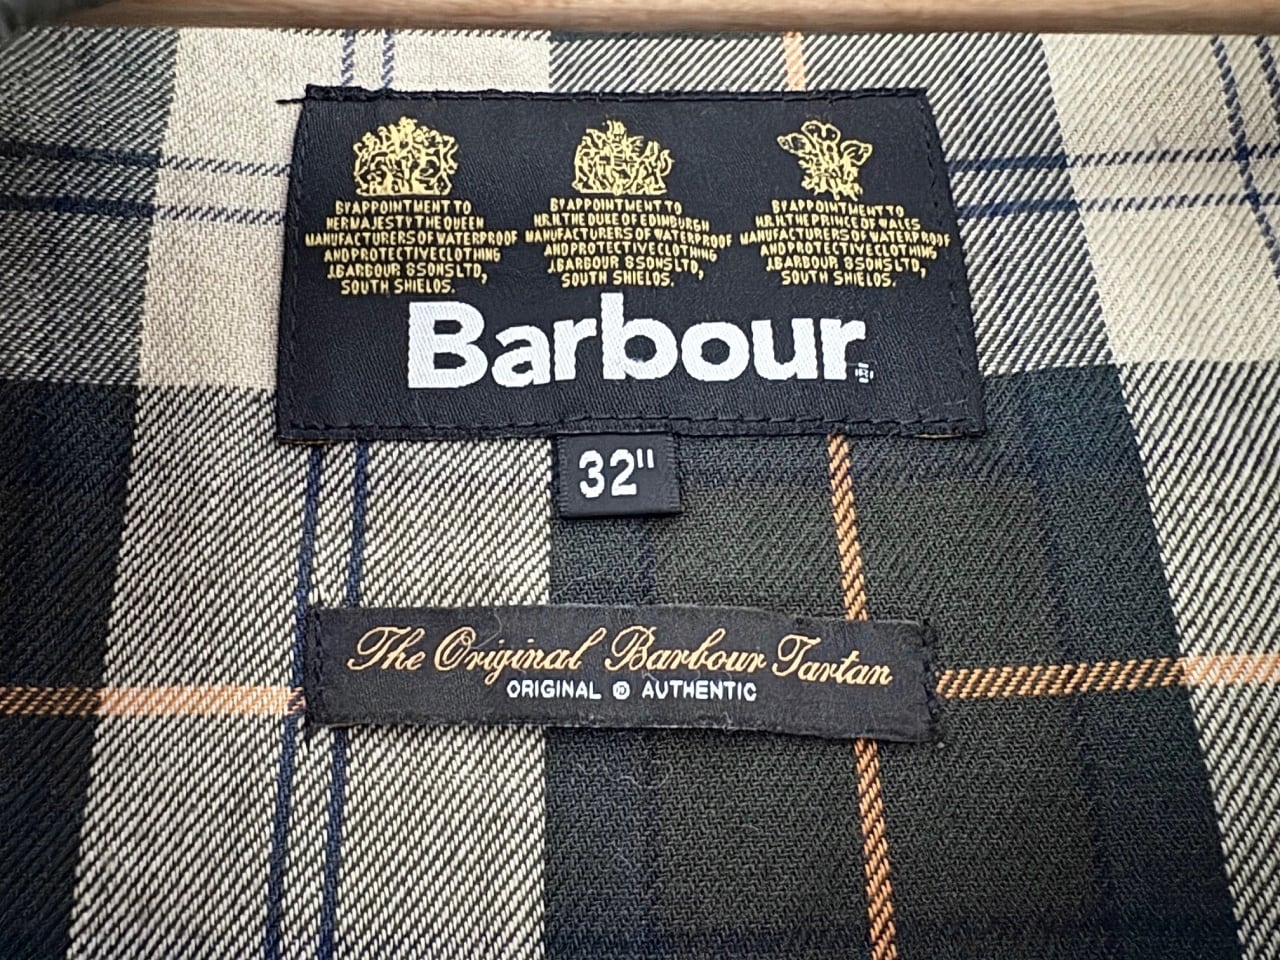 BY APPOINTMENT TO
HER MAJESTY THE QUEEN
MANUFACTURERS OF WATERPROOF
AND PROTECTIVE CLOTHING
J.BARBOUR & SONS LTD,
SOUTH SHIELDS.
BY APPOINTMENT TO
H.R.H. THE DUKE OF EDINBURGH
MANUFACTURERS OF WATERPROOF
AND PROTECTIVE CLOTHING
J.BARBOUR & SONS LTD,
SOUTH SHIELDS.
BY APPOINTMENT TO
H.R.H. THE PRINCE OF WALES
MANUFACTURERS OF WATERPROOF
AND PROTECTIVE CLOTHING
J.BARBOUR & SONS LTD,
SOUTH SHIELDS.
Barbour®
32"
The Original Barbour Tartan
ORIGINAL ® AUTHENTIC